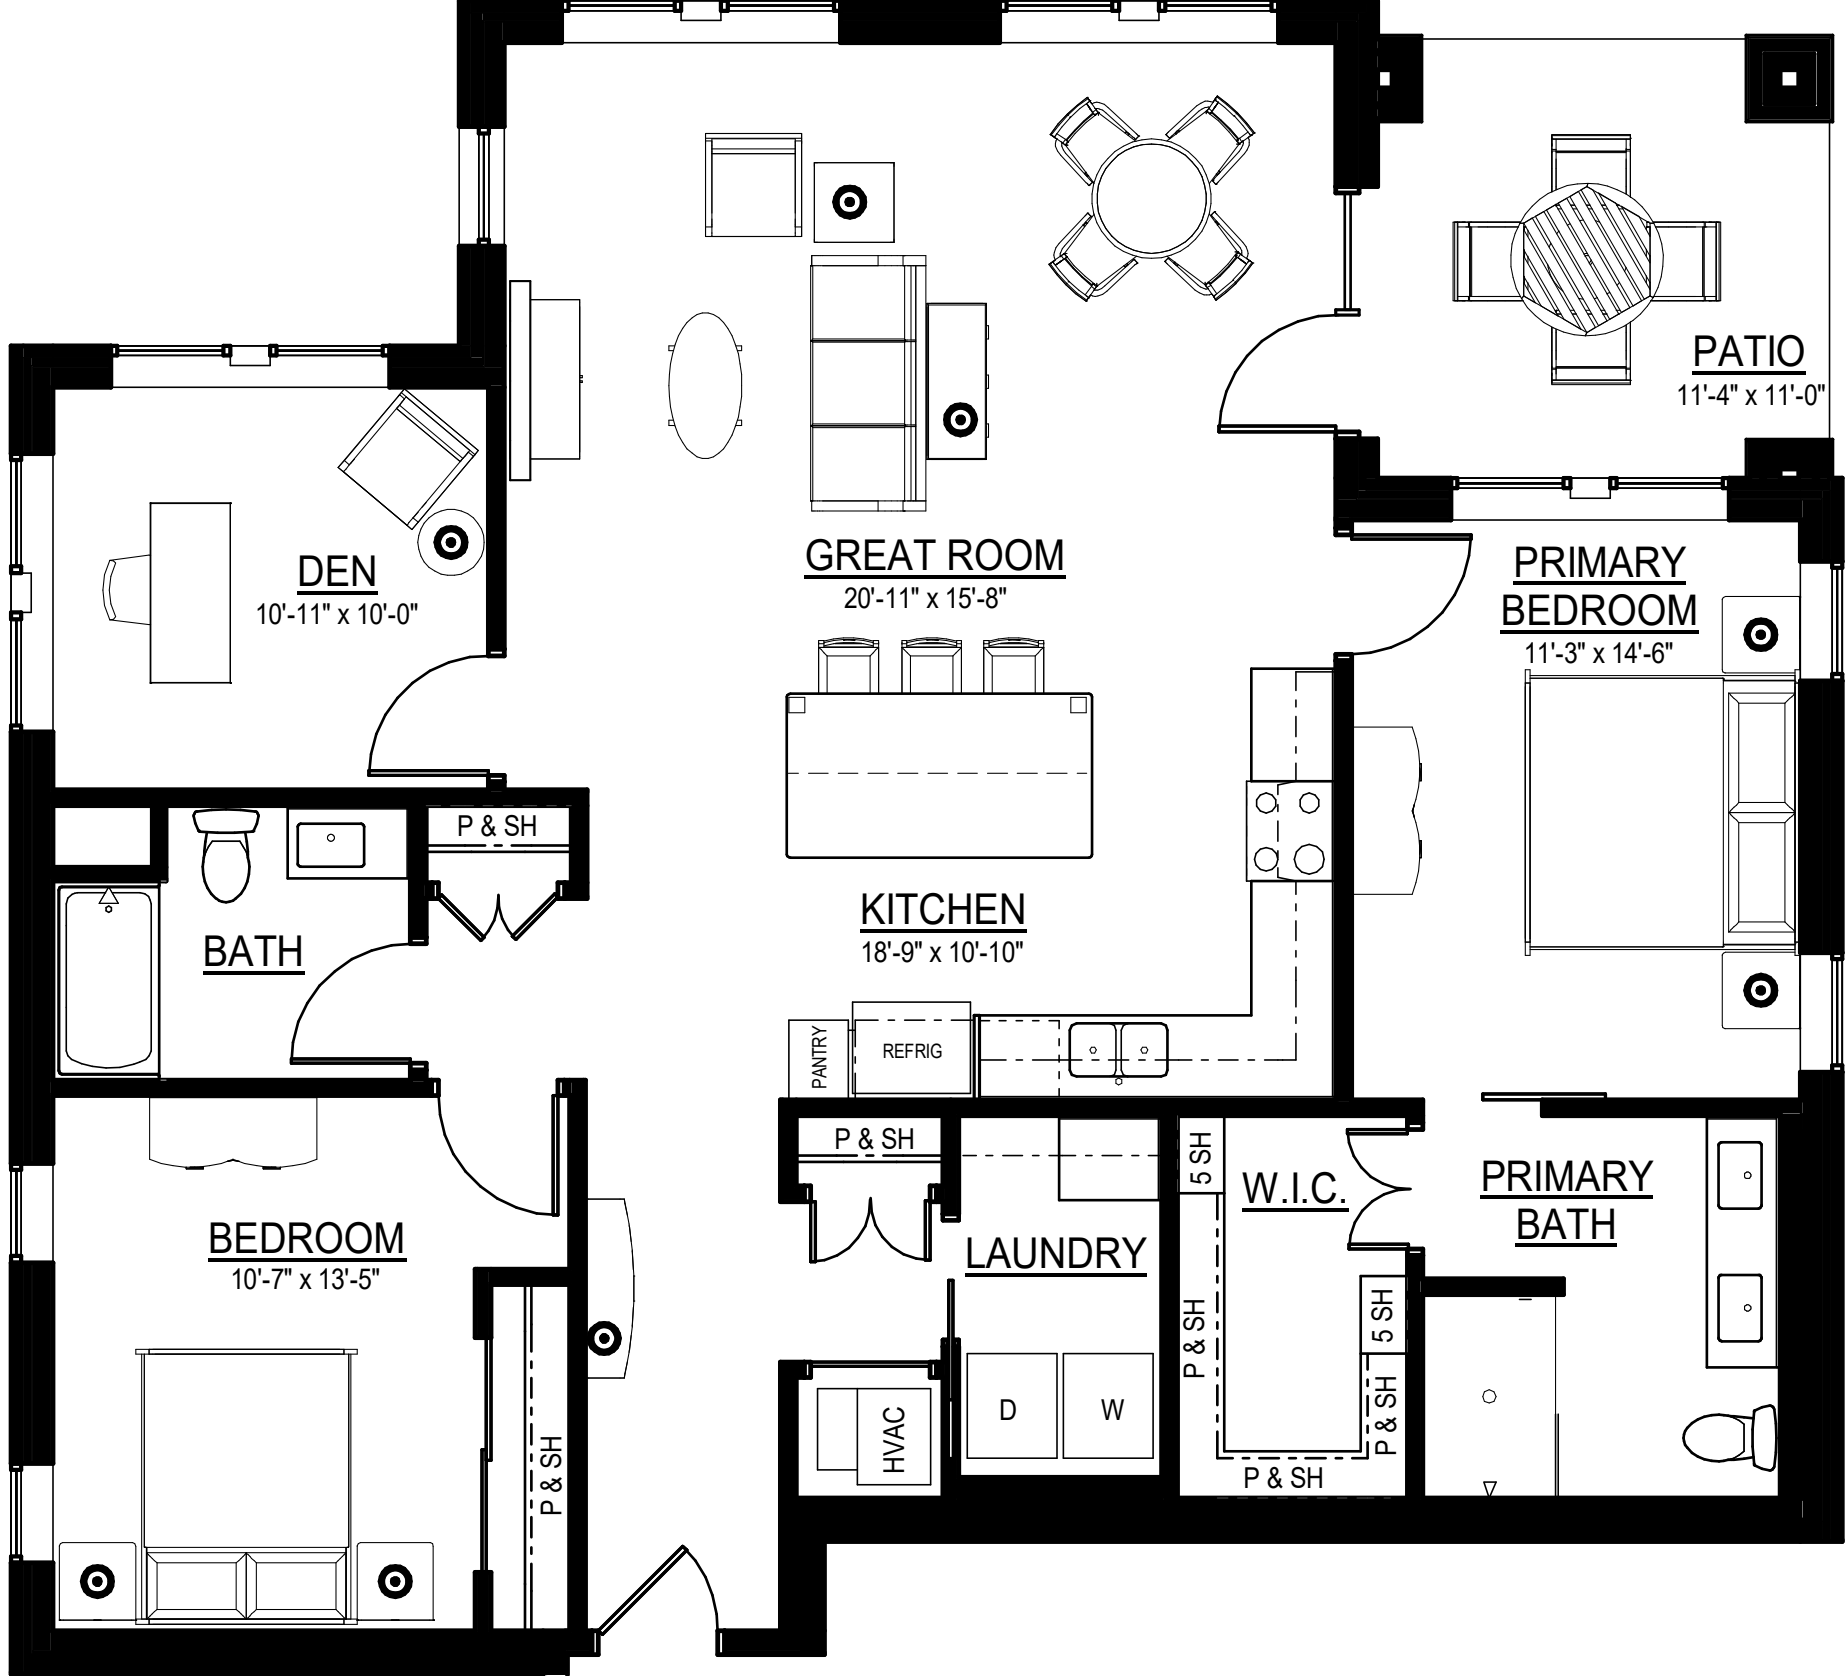 PATIO
11'-4" x 11'-0"
GREAT ROOM
20'-11" x 15'-8"
DEN
10'-11" x 10'-0"
PRIMARY
BEDROOM
11'-3" x 14'-6"
P & SH
KITCHEN
18'-9" x 10'-10"
BATH
PANTRY
REFRIG
P & SH
5 SH
W.I.C.
PRIMARY
BATH
BEDROOM
10'-7" x 13'-5"
LAUNDRY
P & SH
5 SH
P & SH
D
W
HVAC
P & SH
P & SH